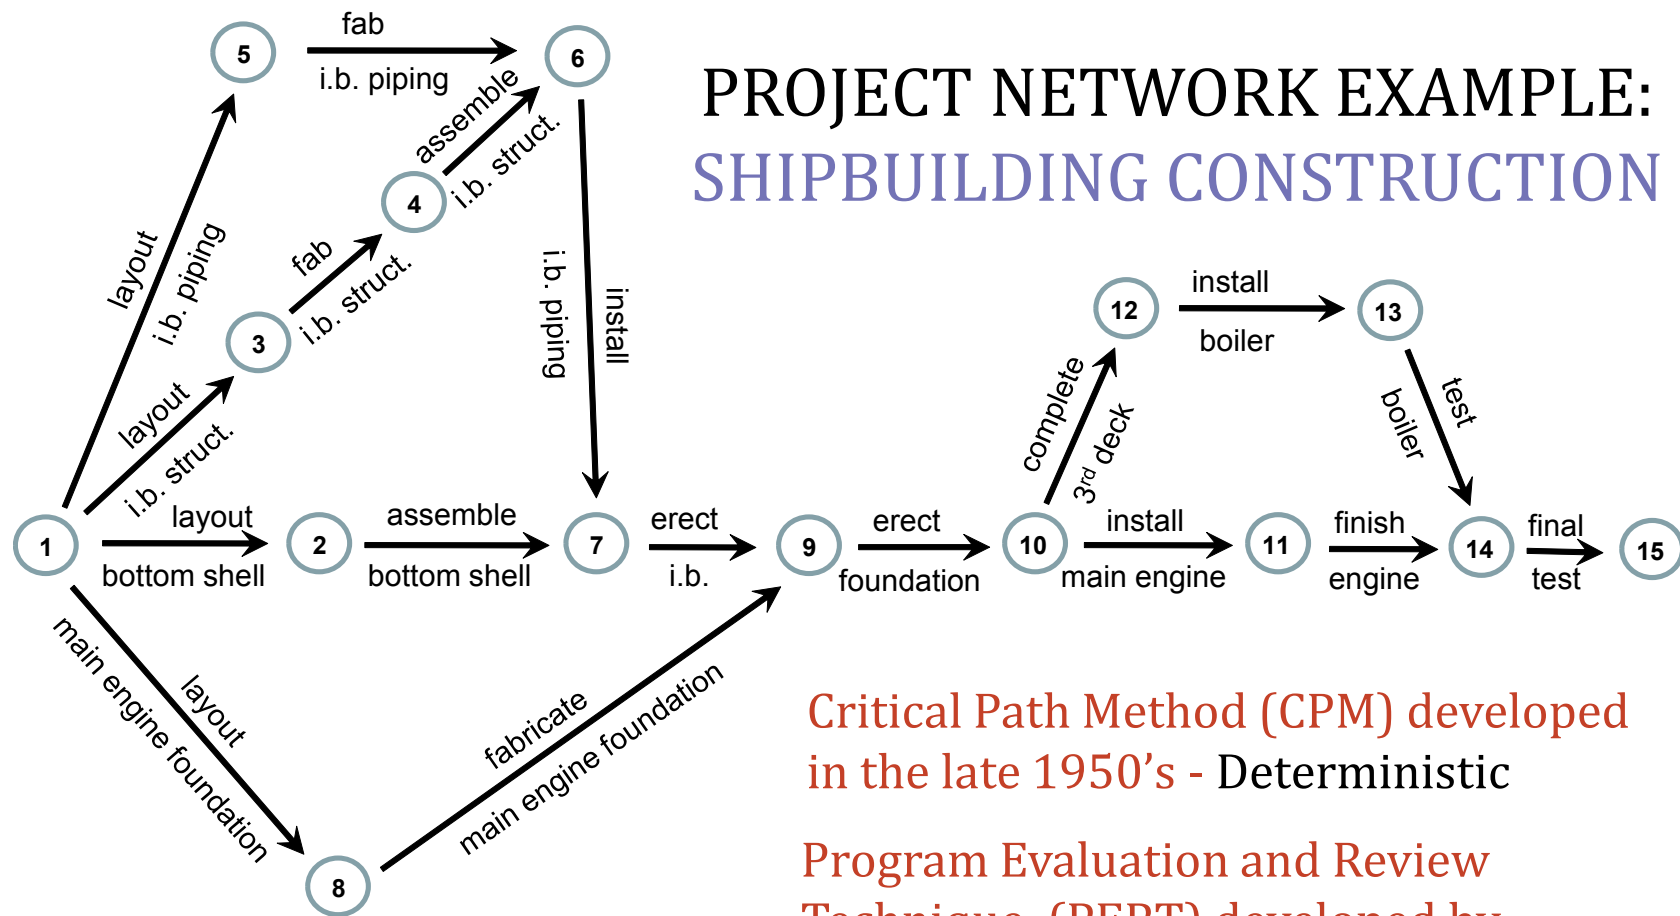 PROJECT NETWORK EXAMPLE:
SHIPBUILDING CONSTRUCTION
5
fab
i.b. piping
6
assemble
i.b. struct.
4
layout
i.b. piping
fab
i.b. struct.
3
i.b. piping
install
layout
i.b. struct.
1
layout
bottom shell
2
assemble
bottom shell
7
erect
i.b.
9
erect
foundation
10
install
main engine
11
finish
engine
14
final
test
15
complete
3rd deck
12
install
boiler
13
test
boiler
layout
main engine foundation
8
fabricate
main engine foundation
Critical Path Method (CPM) developed
in the late 1950's - Deterministic
Program Evaluation and Review
Technique (PERT) developed by